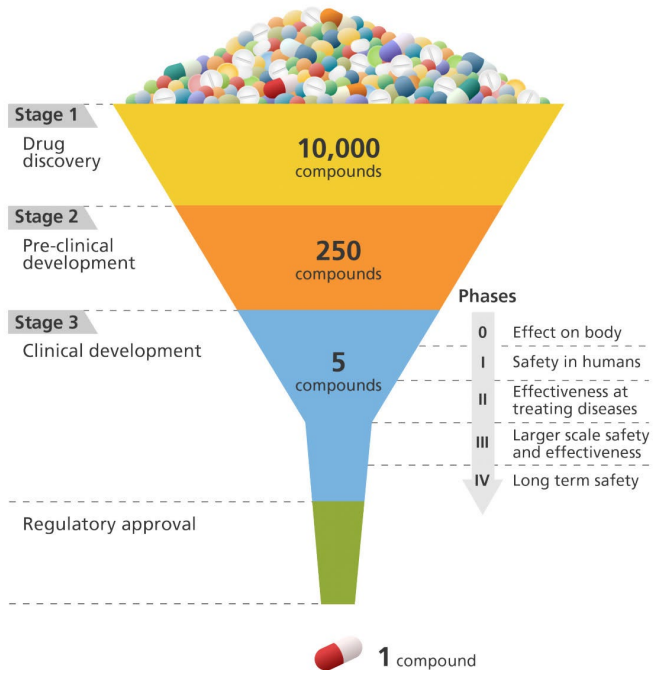 Stage 1
Drug
discovery
10,000
compounds
Stage 2
Pre-clinical
development
250
compounds
Stage 3
Clinical development
5
compounds
Phases
0 Effect on body
I Safety in humans
II Effectiveness at
treating diseases
III Larger scale safety
and effectiveness
IV Long term safety
Regulatory approval
1 compound